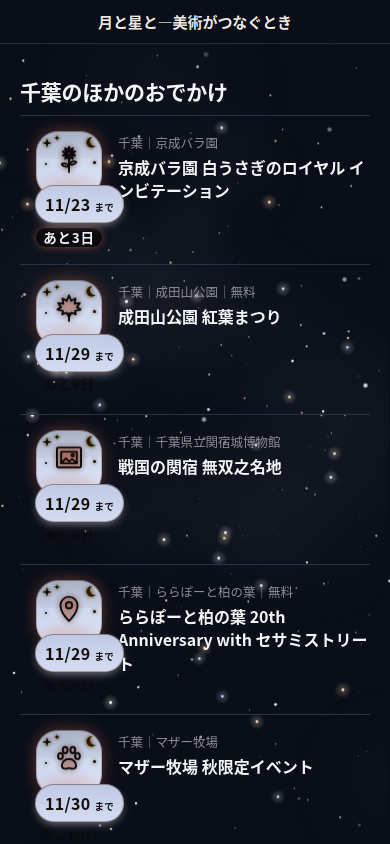 月と星と―美術がつなぐとき
千葉のほかのおでかけ
千葉｜京成バラ園
京成バラ園 白うさぎのロイヤル イ
ンビテーション
11/23 まで
あと3日
千葉｜成田山公園｜無料
成田山公園 紅葉まつり
11/29 まで
千葉｜千葉県立関宿城博物館
戦国の関宿 無双之名地
11/29 まで
千葉｜ららぽーと柏の葉｜無料
ららぽーと柏の葉 20th
Anniversary with セサミストリー
ト
11/29 まで
千葉｜マザー牧場
マザー牧場 秋限定イベント
11/30 まで